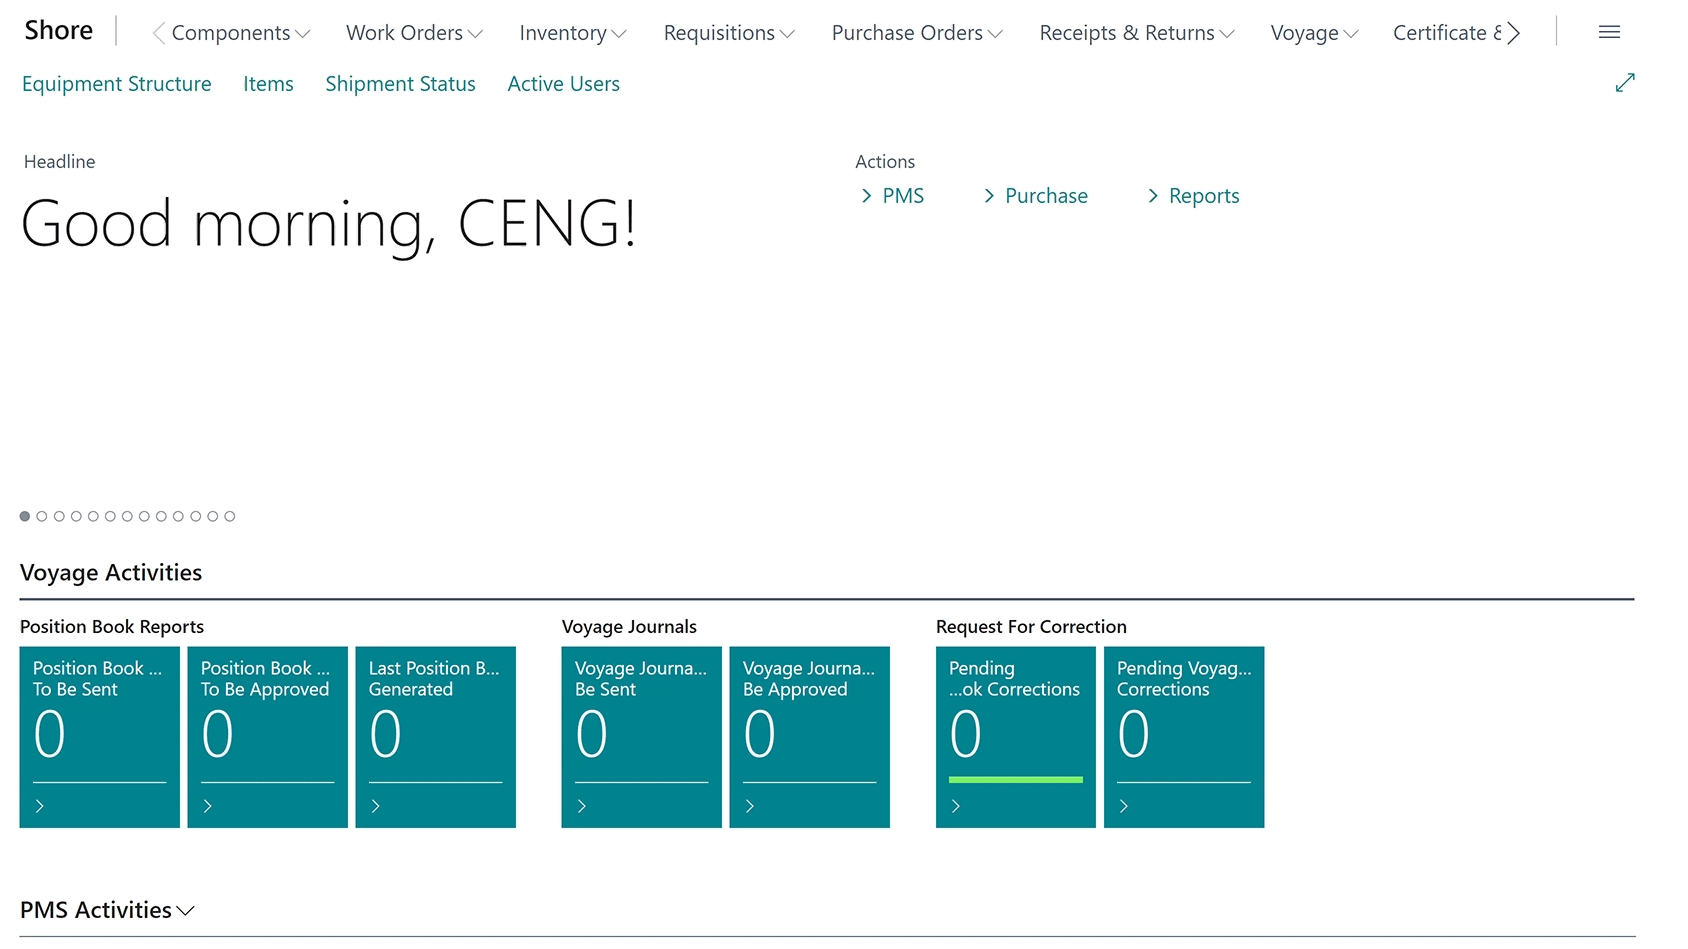 Shore
Components
Work Orders
Inventory
Requisitions
Purchase Orders
Receipts & Returns
Voyage
Certificate &
Equipment Structure
Items
Shipment Status
Active Users
Headline
Good morning, CENG!
Actions
PMS
Purchase
Reports
Voyage Activities
Position Book Reports
Position Book ...
To Be Sent
0
Position Book ...
To Be Approved
0
Last Position B...
Generated
0
Voyage Journals
Voyage Journa...
Be Sent
0
Voyage Journa...
Be Approved
0
Request For Correction
Pending
...ok Corrections
0
Pending Voyag...
Corrections
0
PMS Activities